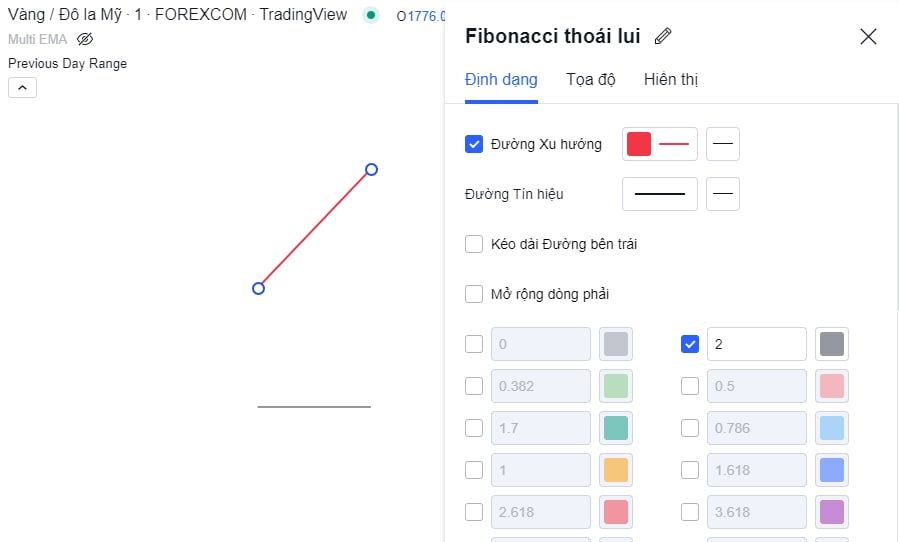 Vàng / Đô la Mỹ · 1 · FOREXCOM · TradingView
O1776.0
Multi EMA
Previous Day Range
Fibonacci thoái lui
Định dạng Tọa độ Hiên thị
Đường Xu hướng
Đường Tín hiệu
Kéo dài Đường bên trái
Mở rộng dòng phải
0 2
0.382 0.5
1.7 0.786
1 1.618
2.618 3.618